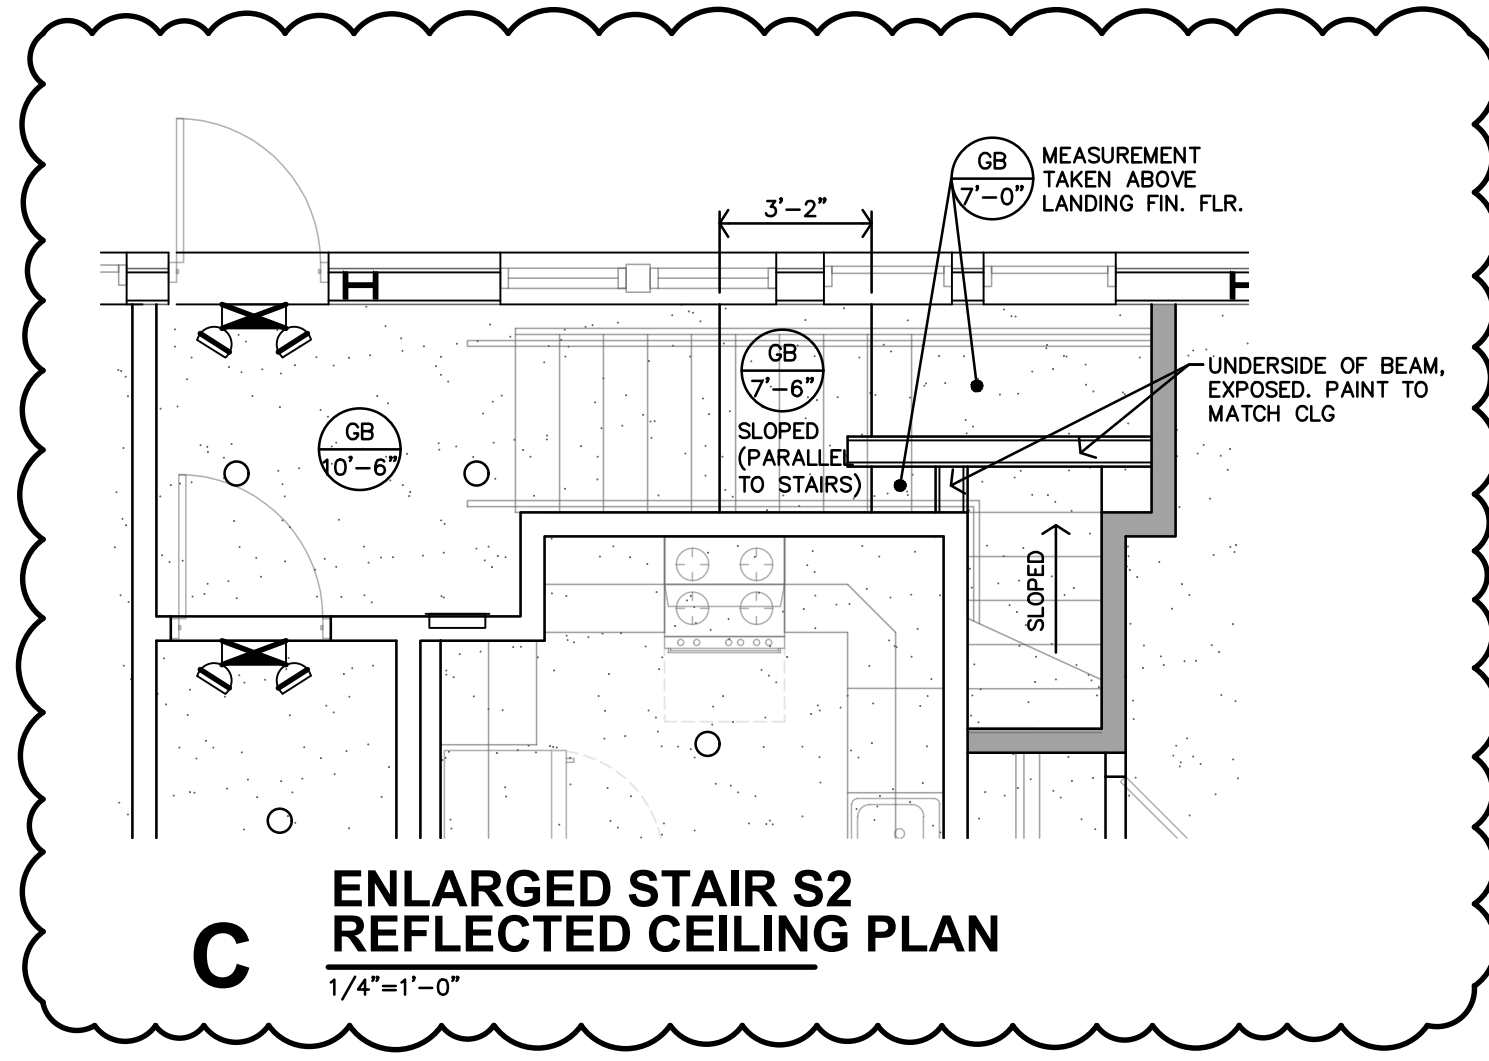 GB
7'-0"
MEASUREMENT
TAKEN ABOVE
LANDING FIN. FLR.
3'-2"
GB
7'-6"
SLOPED
(PARALLEL
TO STAIRS)
GB
10'-6"
UNDERSIDE OF BEAM,
EXPOSED. PAINT TO
MATCH CLG
SLOPED
C
ENLARGED STAIR S2
REFLECTED CEILING PLAN
1/4"=1'-0"